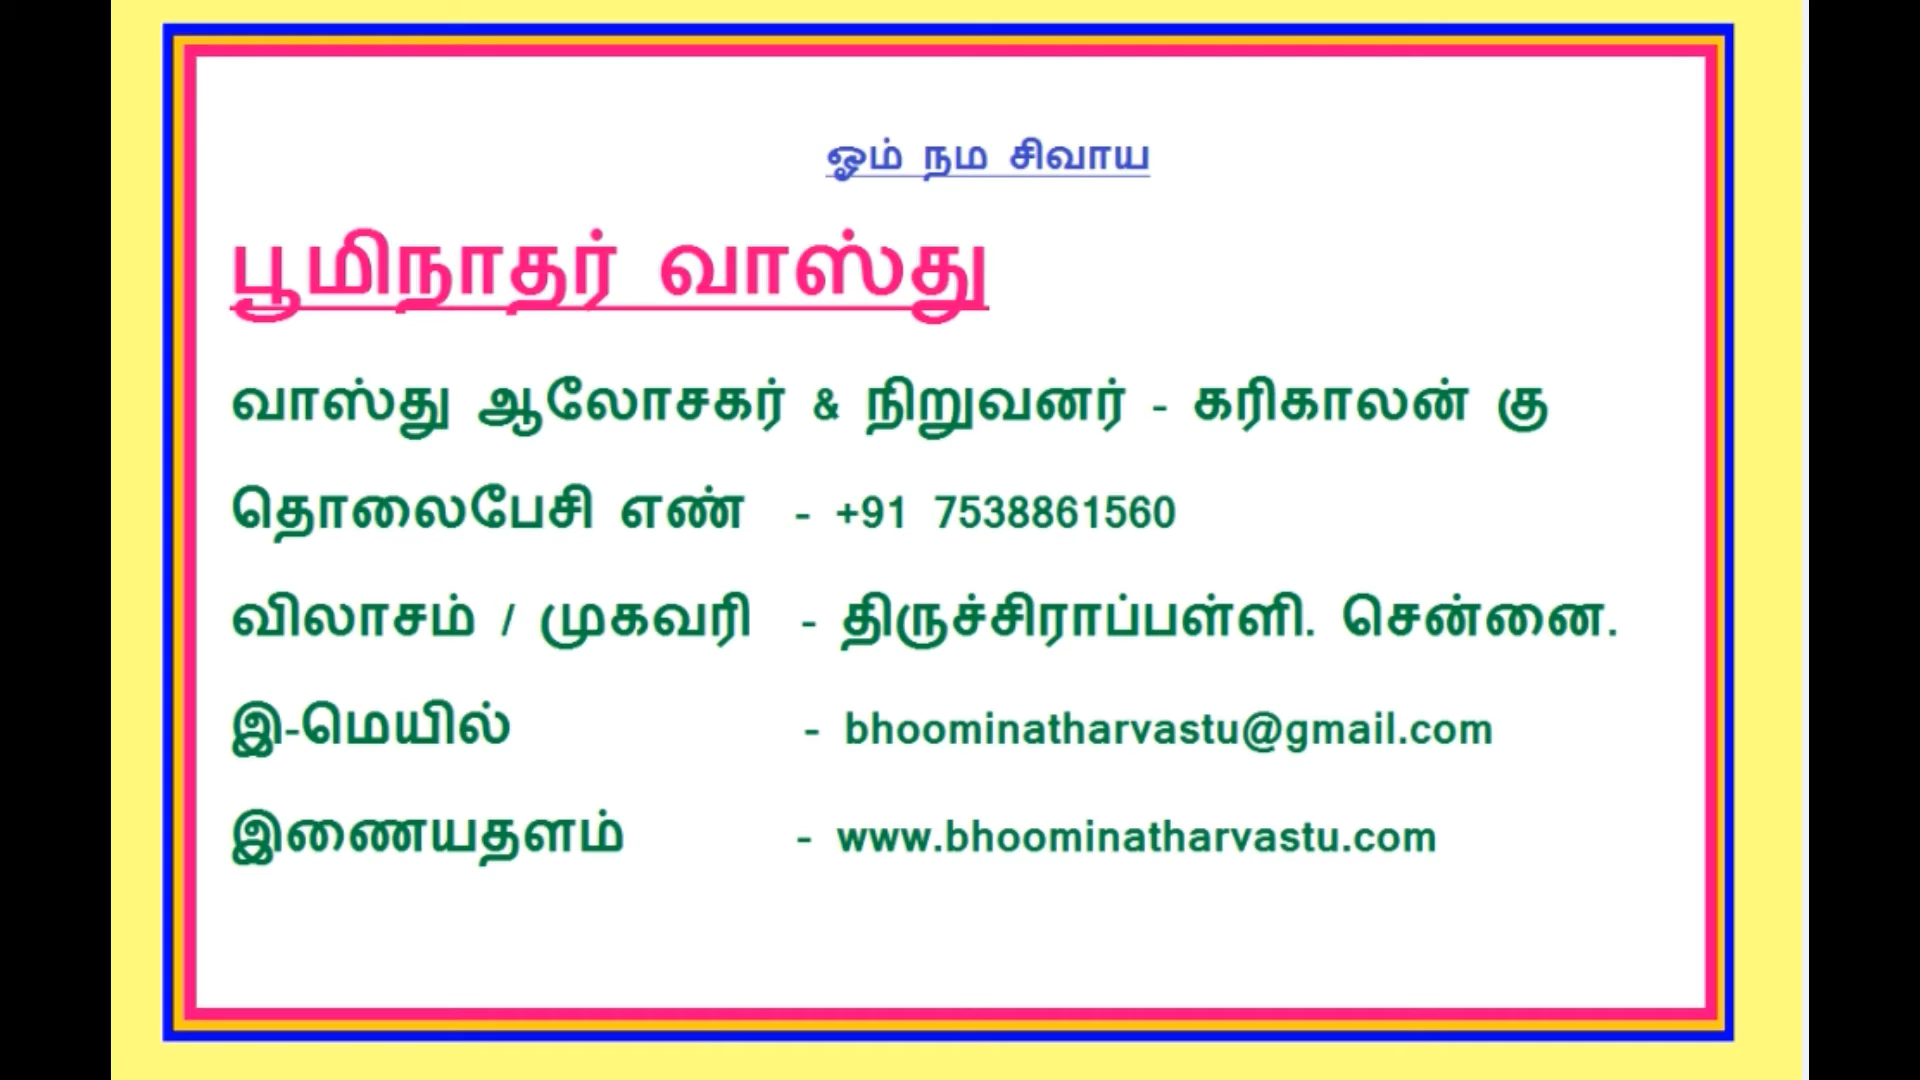 ஓம் நம சிவாய
பூமிநாதர் வாஸ்து
வாஸ்து ஆலோசகர் & நிறுவனர் - கரிகாலன் கு
தொலைபேசி எண் - +91 7538861560
விலாசம் / முகவரி - திருச்சிராப்பள்ளி. சென்னை.
இ-மெயில் - bhoominatharvastu@gmail.com
இணையதளம் - www.bhoominatharvastu.com